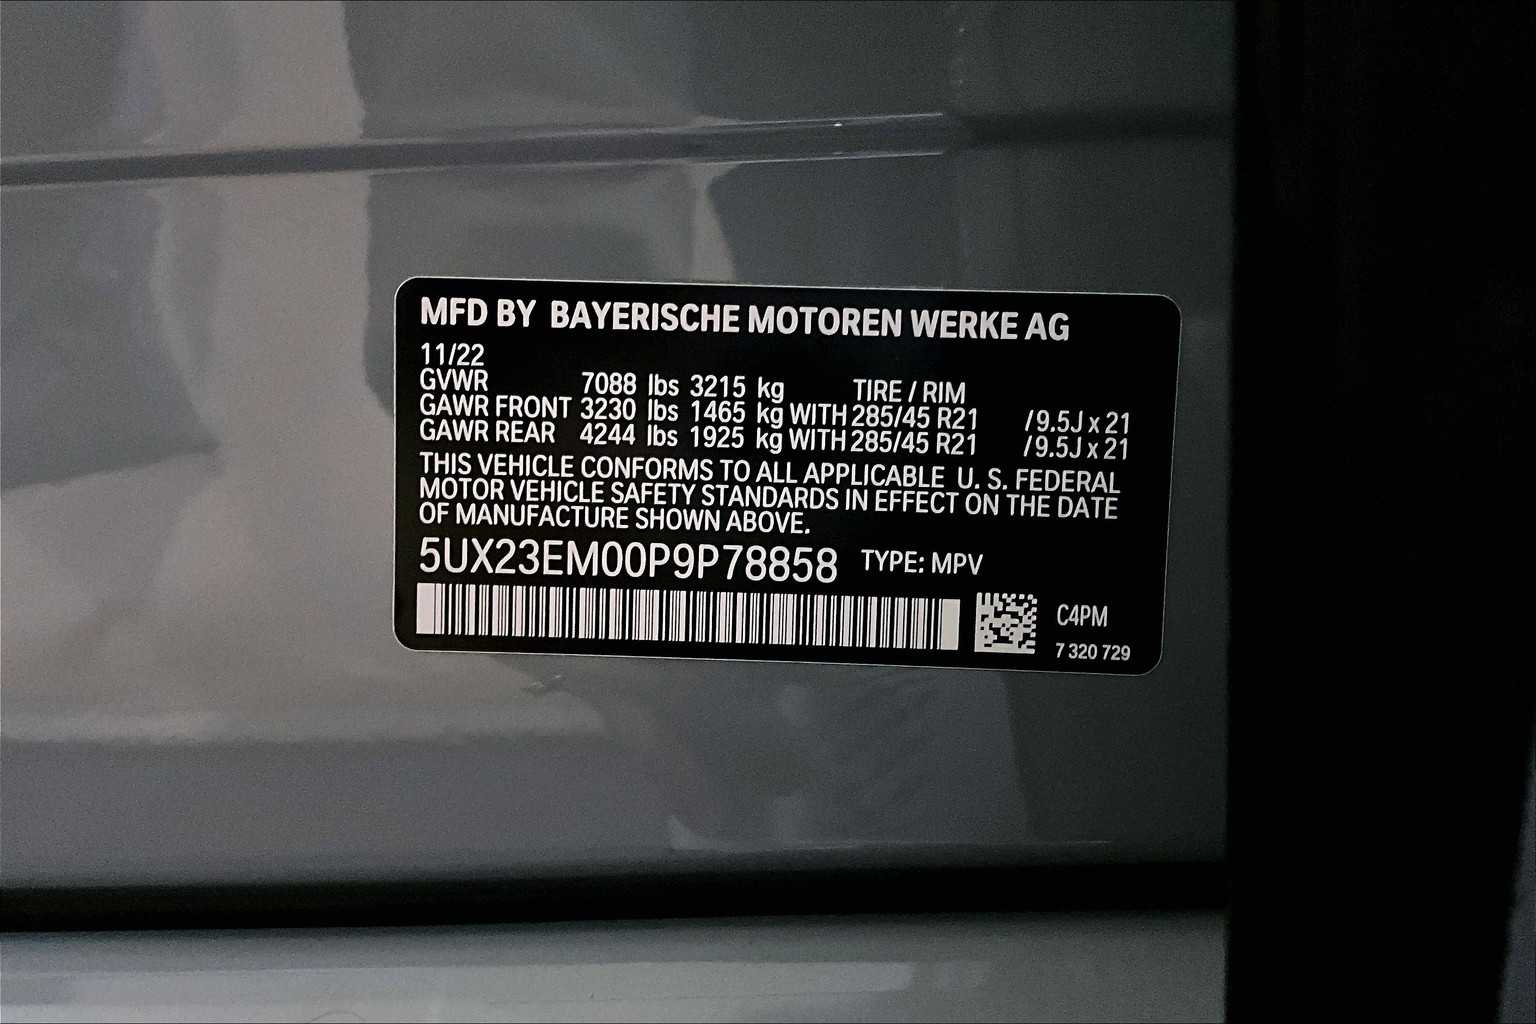 MFD BY BAYERISCHE MOTOREN WERKE AG
11/22
GVWR 7088 lbs 3215 kg TIRE / RIM
GAWR FRONT 3230 lbs 1465 kg WITH 285/45 R21 /9.5J x 21
GAWR REAR 4244 lbs 1925 kg WITH 285/45 R21 /9.5J x 21
THIS VEHICLE CONFORMS TO ALL APPLICABLE U. S. FEDERAL
MOTOR VEHICLE SAFETY STANDARDS IN EFFECT ON THE DATE
OF MANUFACTURE SHOWN ABOVE.
5UX23EM00P9P78858 TYPE: MPV
C4PM
7 320 729